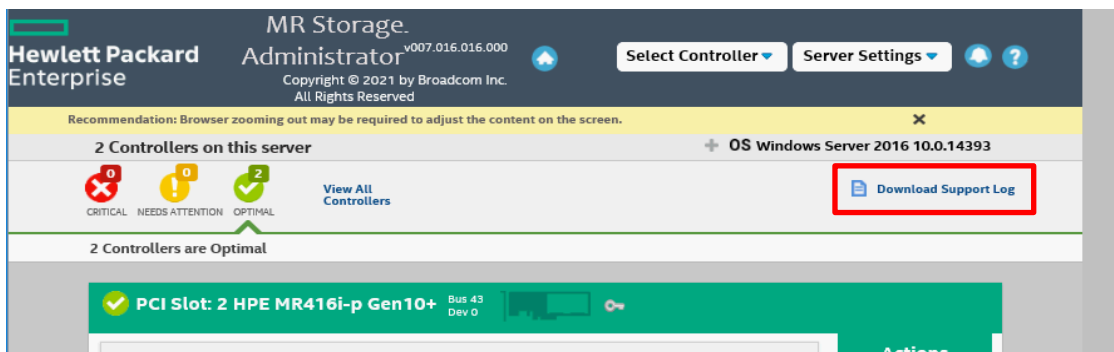 MR Storage.
Hewlett Packard
Enterprise
Administrator v007.016.016.000
Copyright © 2021 by Broadcom Inc.
All Rights Reserved
Select Controller
Server Settings
?
Recommendation: Browser zooming out may be required to adjust the content on the screen.
2 Controllers on this server
OS Windows Server 2016 10.0.14393
0
0
2
CRITICAL
NEEDS ATTENTION
OPTIMAL
View All
Controllers
Download Support Log
2 Controllers are Optimal
PCI Slot: 2 HPE MR416i-p Gen10+
Bus 43
Dev 0
Actions